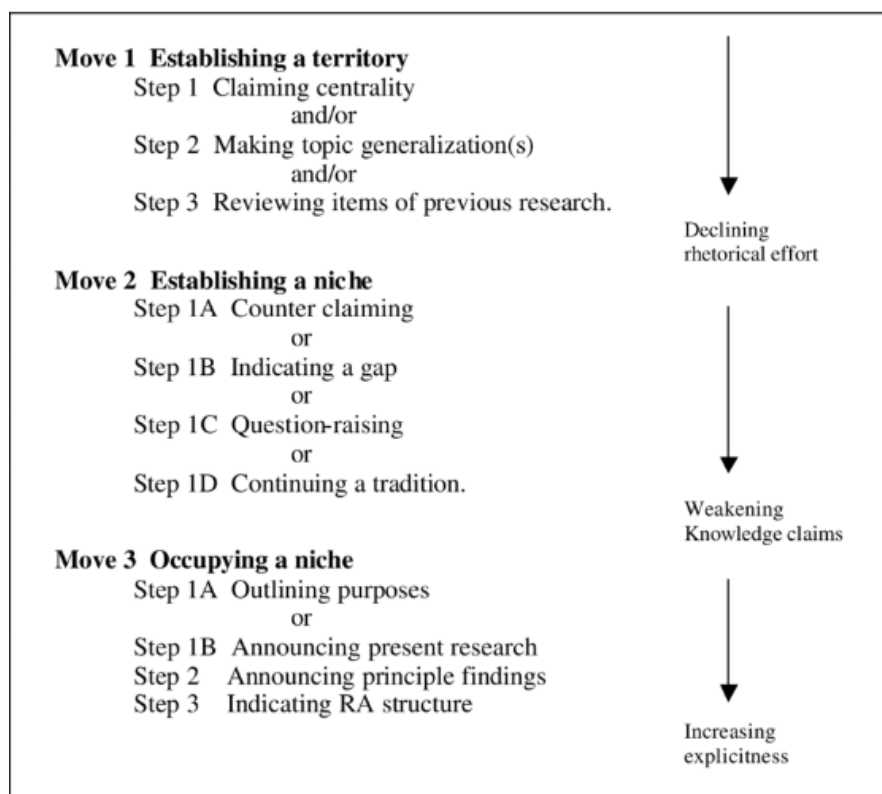 Move 1 Establishing a territory
Step 1 Claiming centrality
and/or
Step 2 Making topic generalization(s)
and/or
Step 3 Reviewing items of previous research.
Declining
rhetorical effort
Move 2 Establishing a niche
Step 1A Counter claiming
or
Step 1B Indicating a gap
or
Step 1C Question-raising
or
Step 1D Continuing a tradition.
Weakening
Knowledge claims
Move 3 Occupying a niche
Step 1A Outlining purposes
or
Step 1B Announcing present research
Step 2 Announcing principle findings
Step 3 Indicating RA structure
Increasing
explicitness